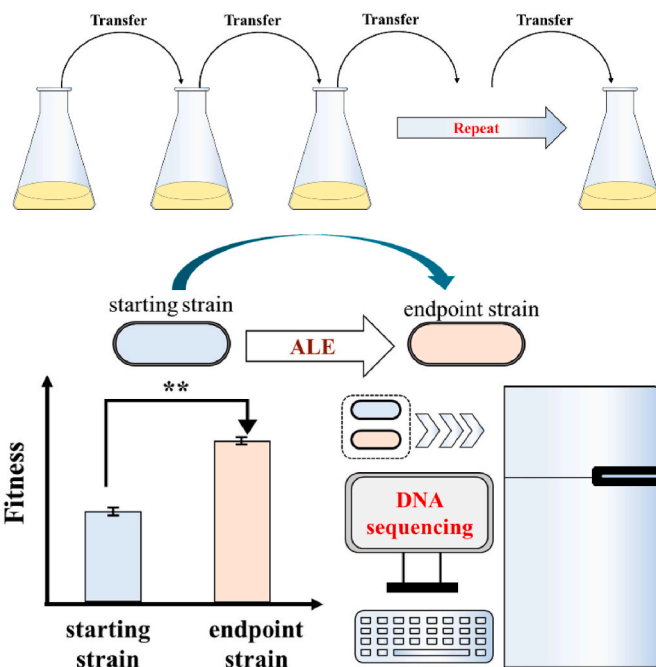 Transfer
Transfer
Transfer
Transfer
Repeat
starting strain
endpoint strain
ALE
**
Fitness
starting
strain
endpoint
strain
DNA
sequencing